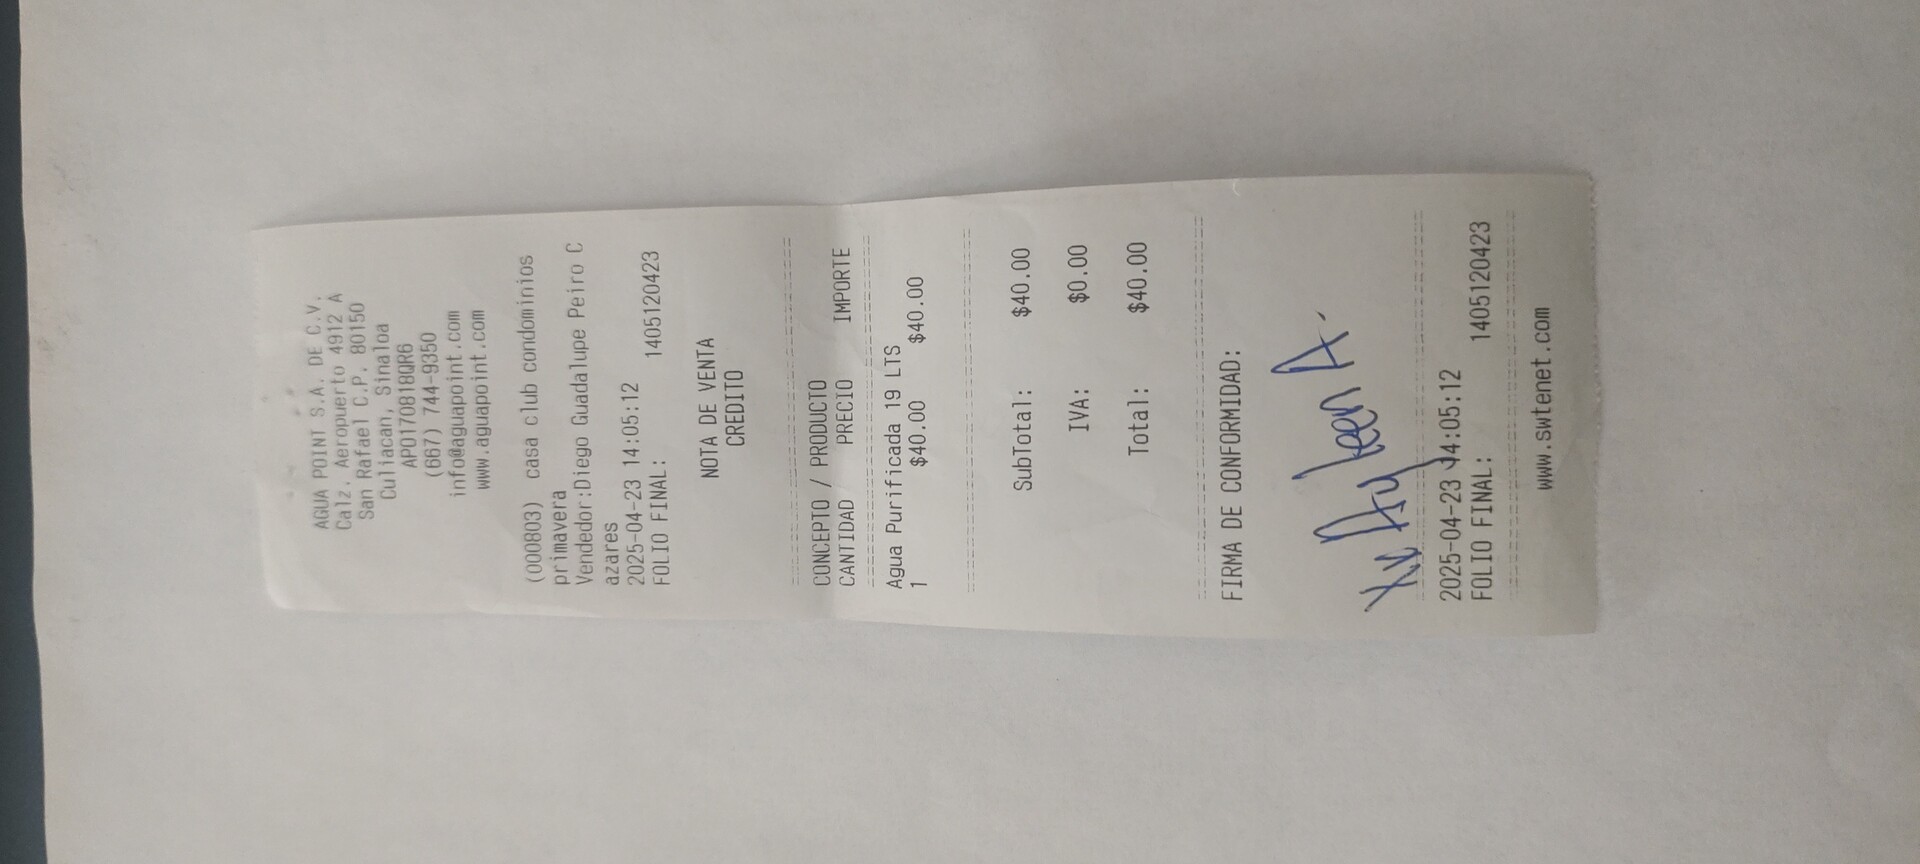 AGUA POINT S.A. DE C.V.
Calz. Aeropuerto 4912 A
San Rafael C.P. 80150
Culiacan, Sinaloa
APO170818QR6
(667) 744-9350
info@aguapoint.com
www.aguapoint.com
(000803) casa club condominios
primavera
Vendedor:Diego Guadalupe Peiro C
azares
2025-04-23 14:05:12
FOLIO FINAL: 1405120423
NOTA DE VENTA
CREDITO
CONCEPTO / PRODUCTO
CANTIDAD PRECIO IMPORTE
Agua Purificada 19 LTS
1 $40.00 $40.00
SubTotal: $40.00
IVA: $0.00
Total: $40.00
FIRMA DE CONFORMIDAD:
A.
2025-04-23 14:05:12
FOLIO FINAL: 1405120423
www.swtenet.com